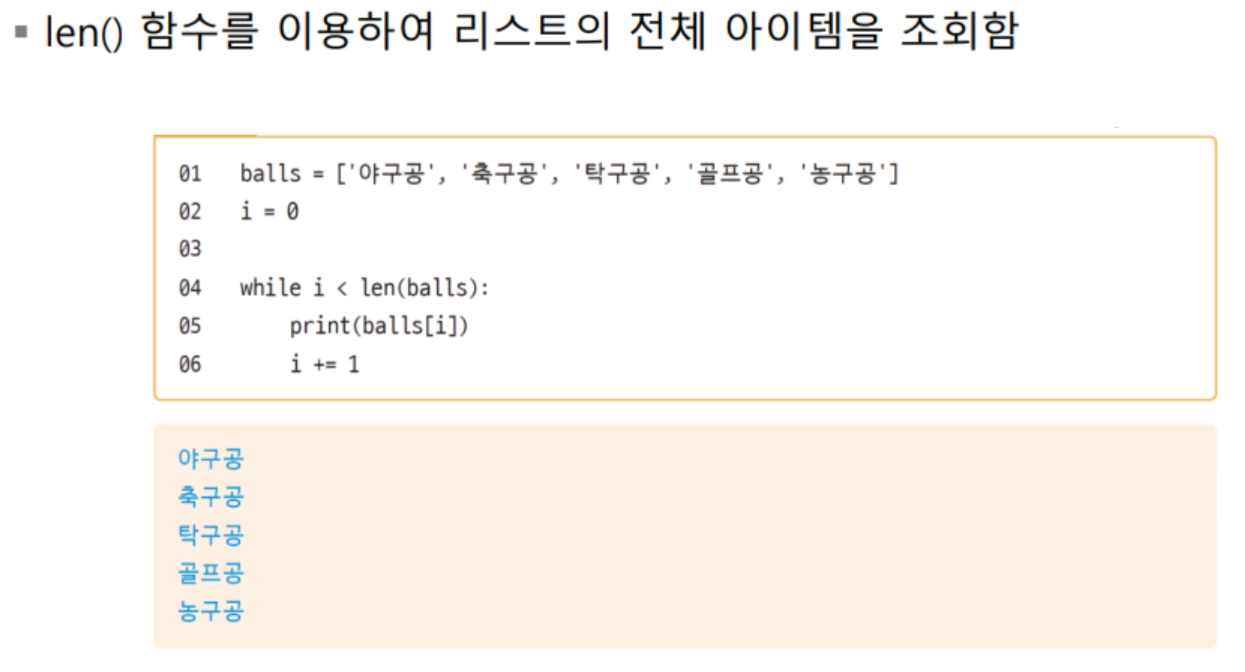 ▪ len() 함수를 이용하여 리스트의 전체 아이템을 조회함
01 balls = ['야구공', '축구공', '탁구공', '골프공', '농구공']
02 i = 0
03
04 while i < len(balls):
05     print(balls[i])
06     i += 1
야구공
축구공
탁구공
골프공
농구공